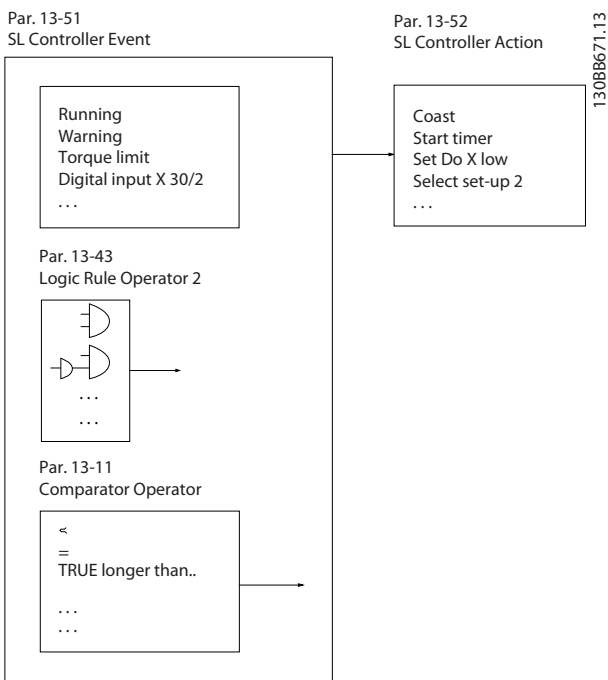 Par. 13-51
SL Controller Event
Par. 13-52
SL Controller Action
130BB671.13
Running
Warning
Torque limit
Digital input X 30/2
. . .
Coast
Start timer
Set Do X low
Select set-up 2
. . .
Par. 13-43
Logic Rule Operator 2
. . .
. . .
Par. 13-11
Comparator Operator
=
TRUE longer than..
. . .
. . .